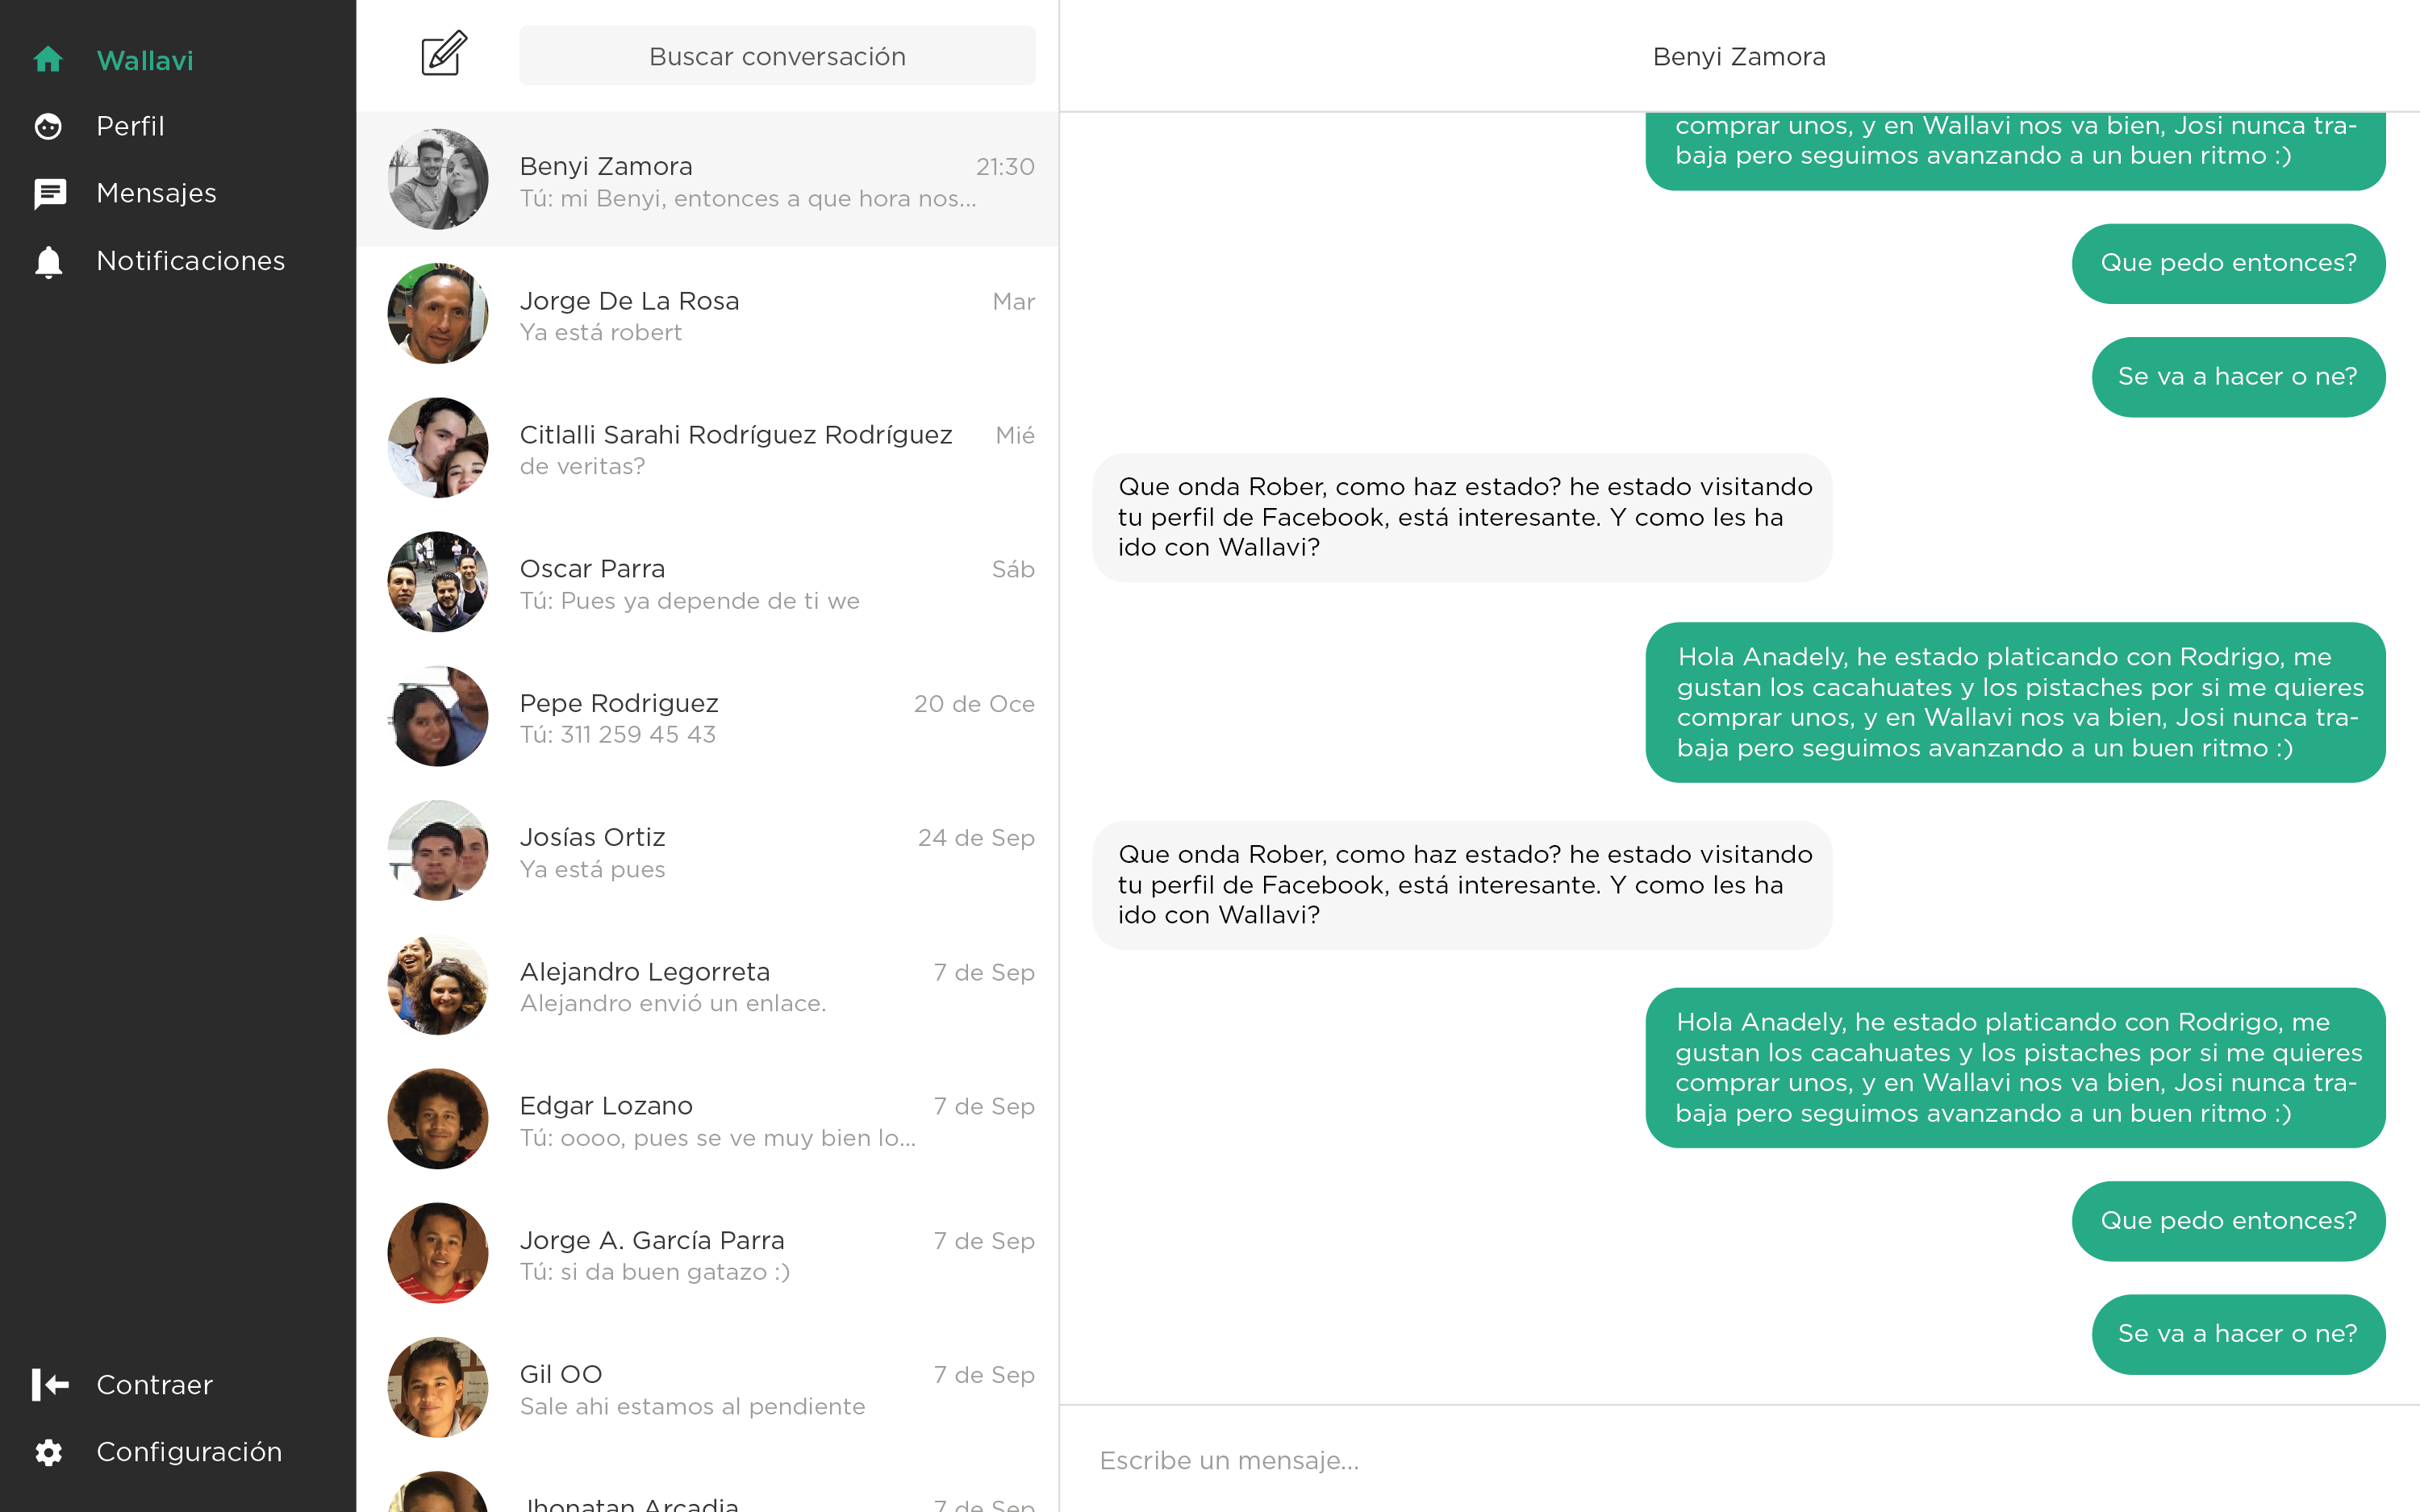 Wallavi
Perfil
Mensajes
Notificaciones
Contraer
Configuración
Buscar conversación
Benyi Zamora 21:30
Tú: mi Benyi, entonces a que hora nos...
Jorge De La Rosa Mar
Ya está robert
Citlalli Sarahi Rodríguez Rodríguez Mié
de veritas?
Oscar Parra Sáb
Tú: Pues ya depende de ti we
Pepe Rodriguez 20 de Oce
Tú: 311 259 45 43
Josías Ortiz 24 de Sep
Ya está pues
Alejandro Legorreta 7 de Sep
Alejandro envió un enlace.
Edgar Lozano 7 de Sep
Tú: oooo, pues se ve muy bien lo...
Jorge A. García Parra 7 de Sep
Tú: si da buen gatazo :)
Gil OO 7 de Sep
Sale ahi estamos al pendiente
Jhonatan Arcadia 7 de Sep
Benyi Zamora
comprar unos, y en Wallavi nos va bien, Josi nunca tra-
baja pero seguimos avanzando a un buen ritmo :)
Que pedo entonces?
Se va a hacer o ne?
Que onda Rober, como haz estado? he estado visitando
tu perfil de Facebook, está interesante. Y como les ha
ido con Wallavi?
Hola Anadely, he estado platicando con Rodrigo, me
gustan los cacahuates y los pistaches por si me quieres
comprar unos, y en Wallavi nos va bien, Josi nunca tra-
baja pero seguimos avanzando a un buen ritmo :)
Que onda Rober, como haz estado? he estado visitando
tu perfil de Facebook, está interesante. Y como les ha
ido con Wallavi?
Hola Anadely, he estado platicando con Rodrigo, me
gustan los cacahuates y los pistaches por si me quieres
comprar unos, y en Wallavi nos va bien, Josi nunca tra-
baja pero seguimos avanzando a un buen ritmo :)
Que pedo entonces?
Se va a hacer o ne?
Escribe un mensaje...